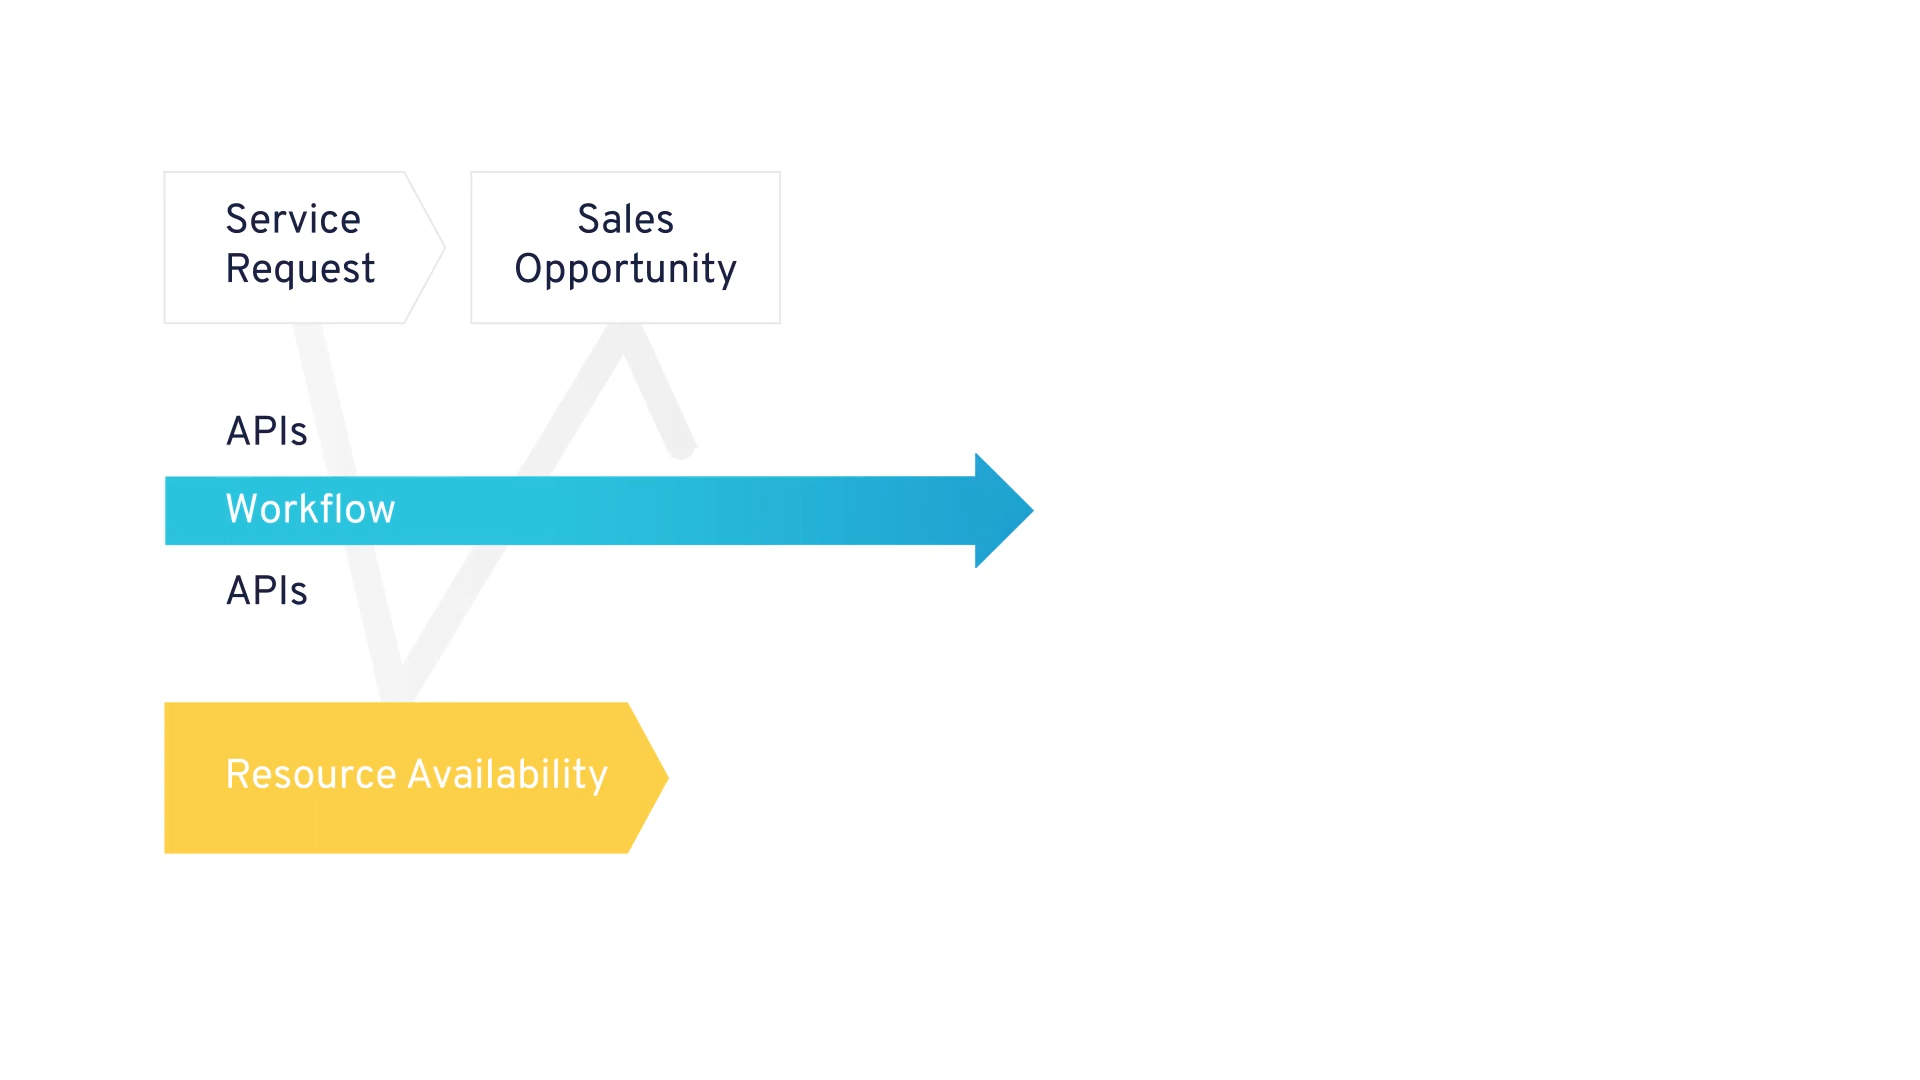 Service
Request
Sales
Opportunity
APIs
Workflow
APIs
Resource Availability